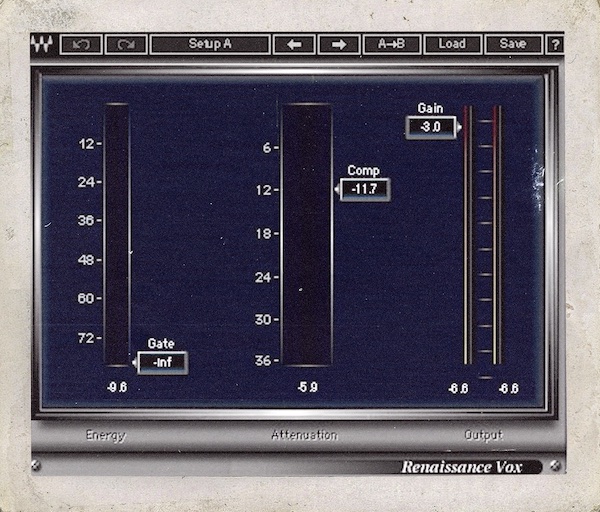 Setup A
A→B
Load
Save
?
Gain
-3.0
12
24
36
48
60
72
Gate
-Inf
-9.6
6
12
18
24
30
36
Comp
-11.7
-5.9
-6.6
-6.6
Energy
Attenuation
Output
Renaissance Vox